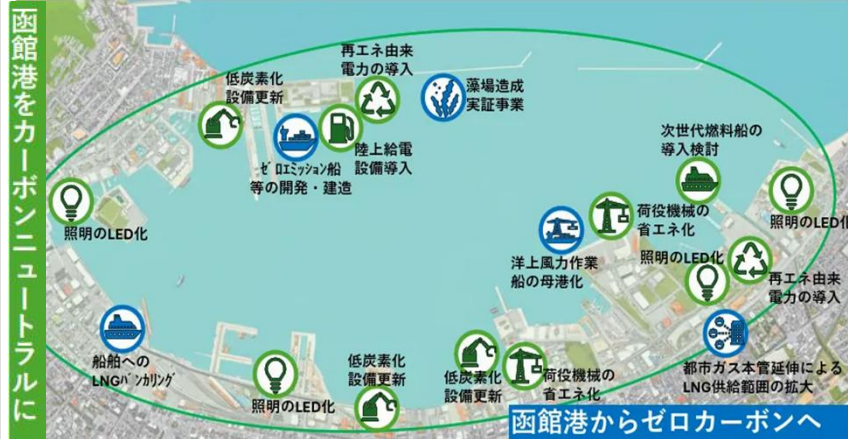 函館港をカーボンニュートラルに
再エネ由来
電力の導入
低炭素化
設備更新
藻場造成
実証事業
陸上給電
設備導入
ｾﾞﾛｴﾐｯｼｮﾝ船
等の開発・建造
次世代燃料船の
導入検討
照明のLED化
荷役機械の
省エネ化
照明のLED化
洋上風力作業
船の母港化
照明のLED化
再エネ由来
電力の導入
船舶への
LNGﾊﾞﾝｶﾘﾝｸﾞ
低炭素化
設備更新
照明のLED化
低炭素化
設備更新
荷役機械の
省エネ化
都市ガス本管延伸による
LNG供給範囲の拡大
函館港からゼロカーボンへ